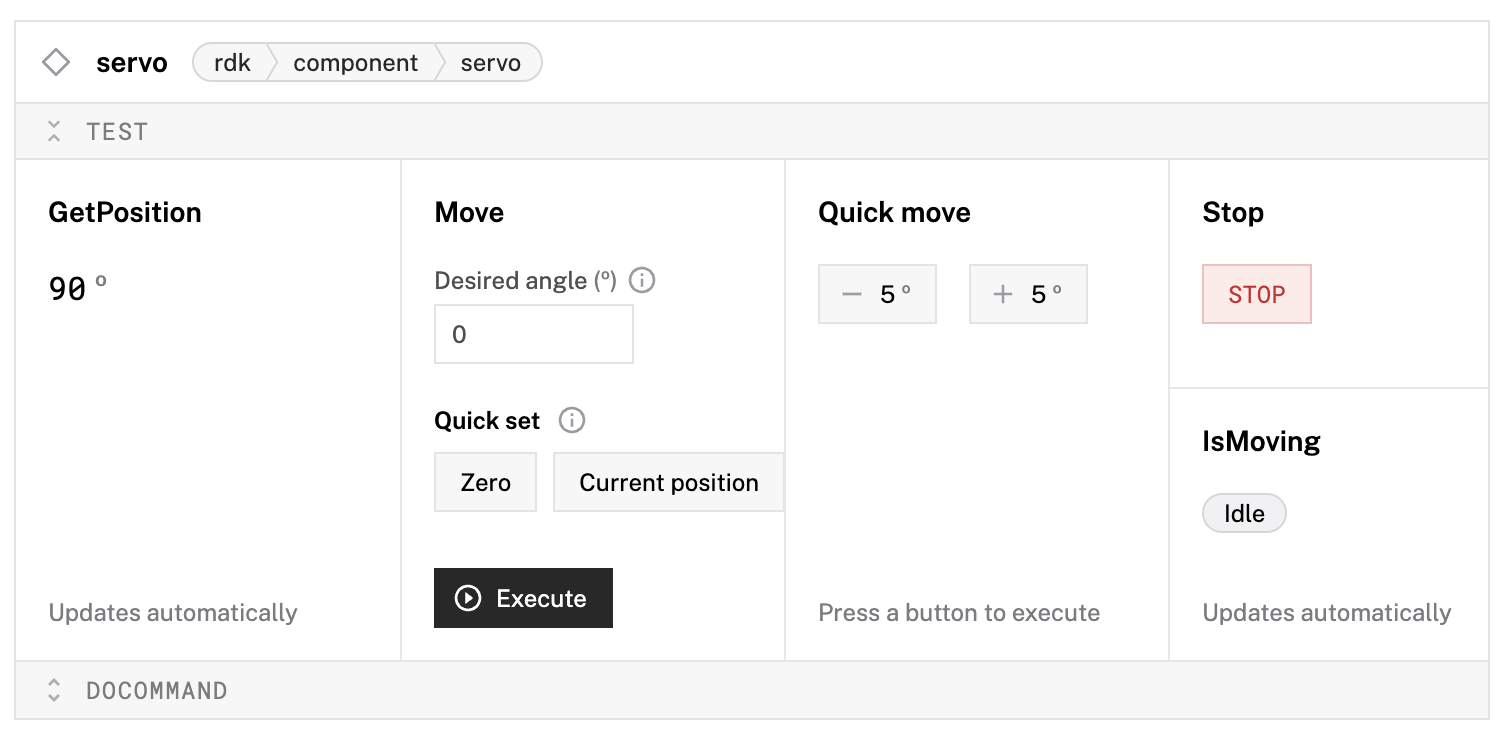 servo rdk component servo
TEST
GetPosition
90 º
Updates automatically
Move
Desired angle (º)
0
Quick set
Zero Current position
Execute
Quick move
− 5 º + 5 º
Press a button to execute
Stop
STOP
IsMoving
Idle
Updates automatically
DOCOMMAND